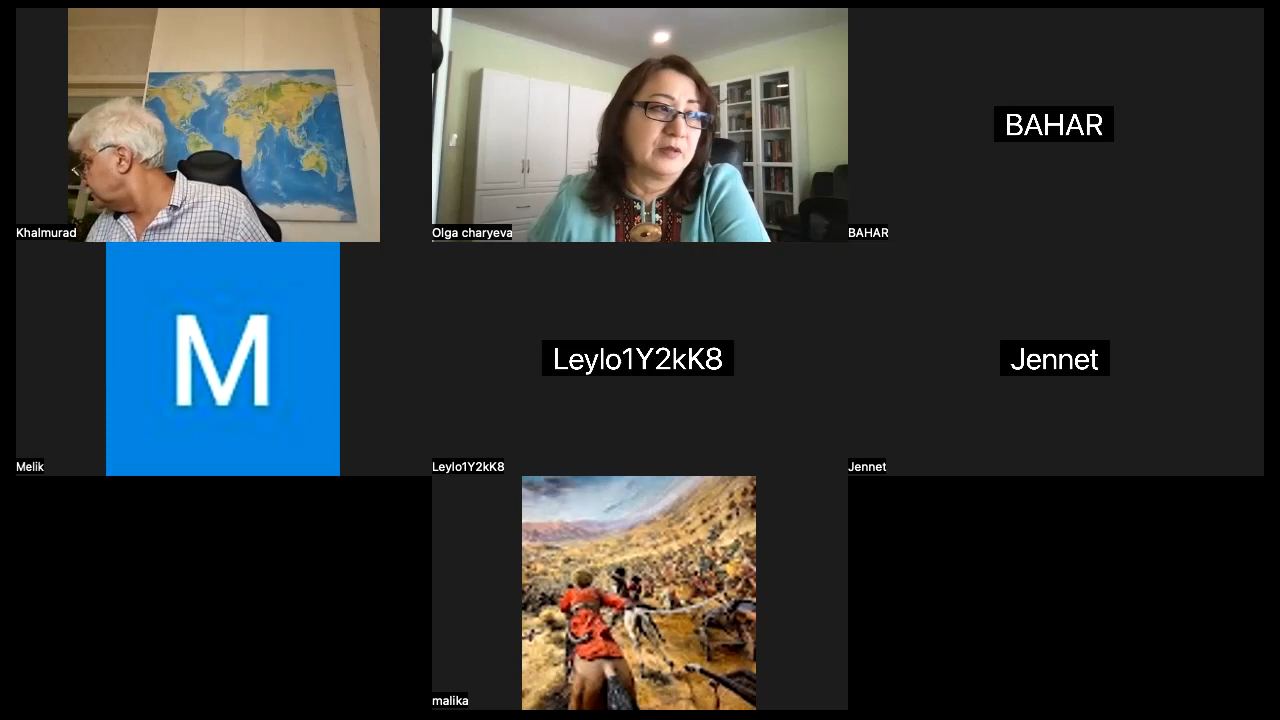 Khalmurad
Olga charyeva
BAHAR
BAHAR
M
Melik
Leylo1Y2kK8
Leylo1Y2kK8
Jennet
Jennet
malika